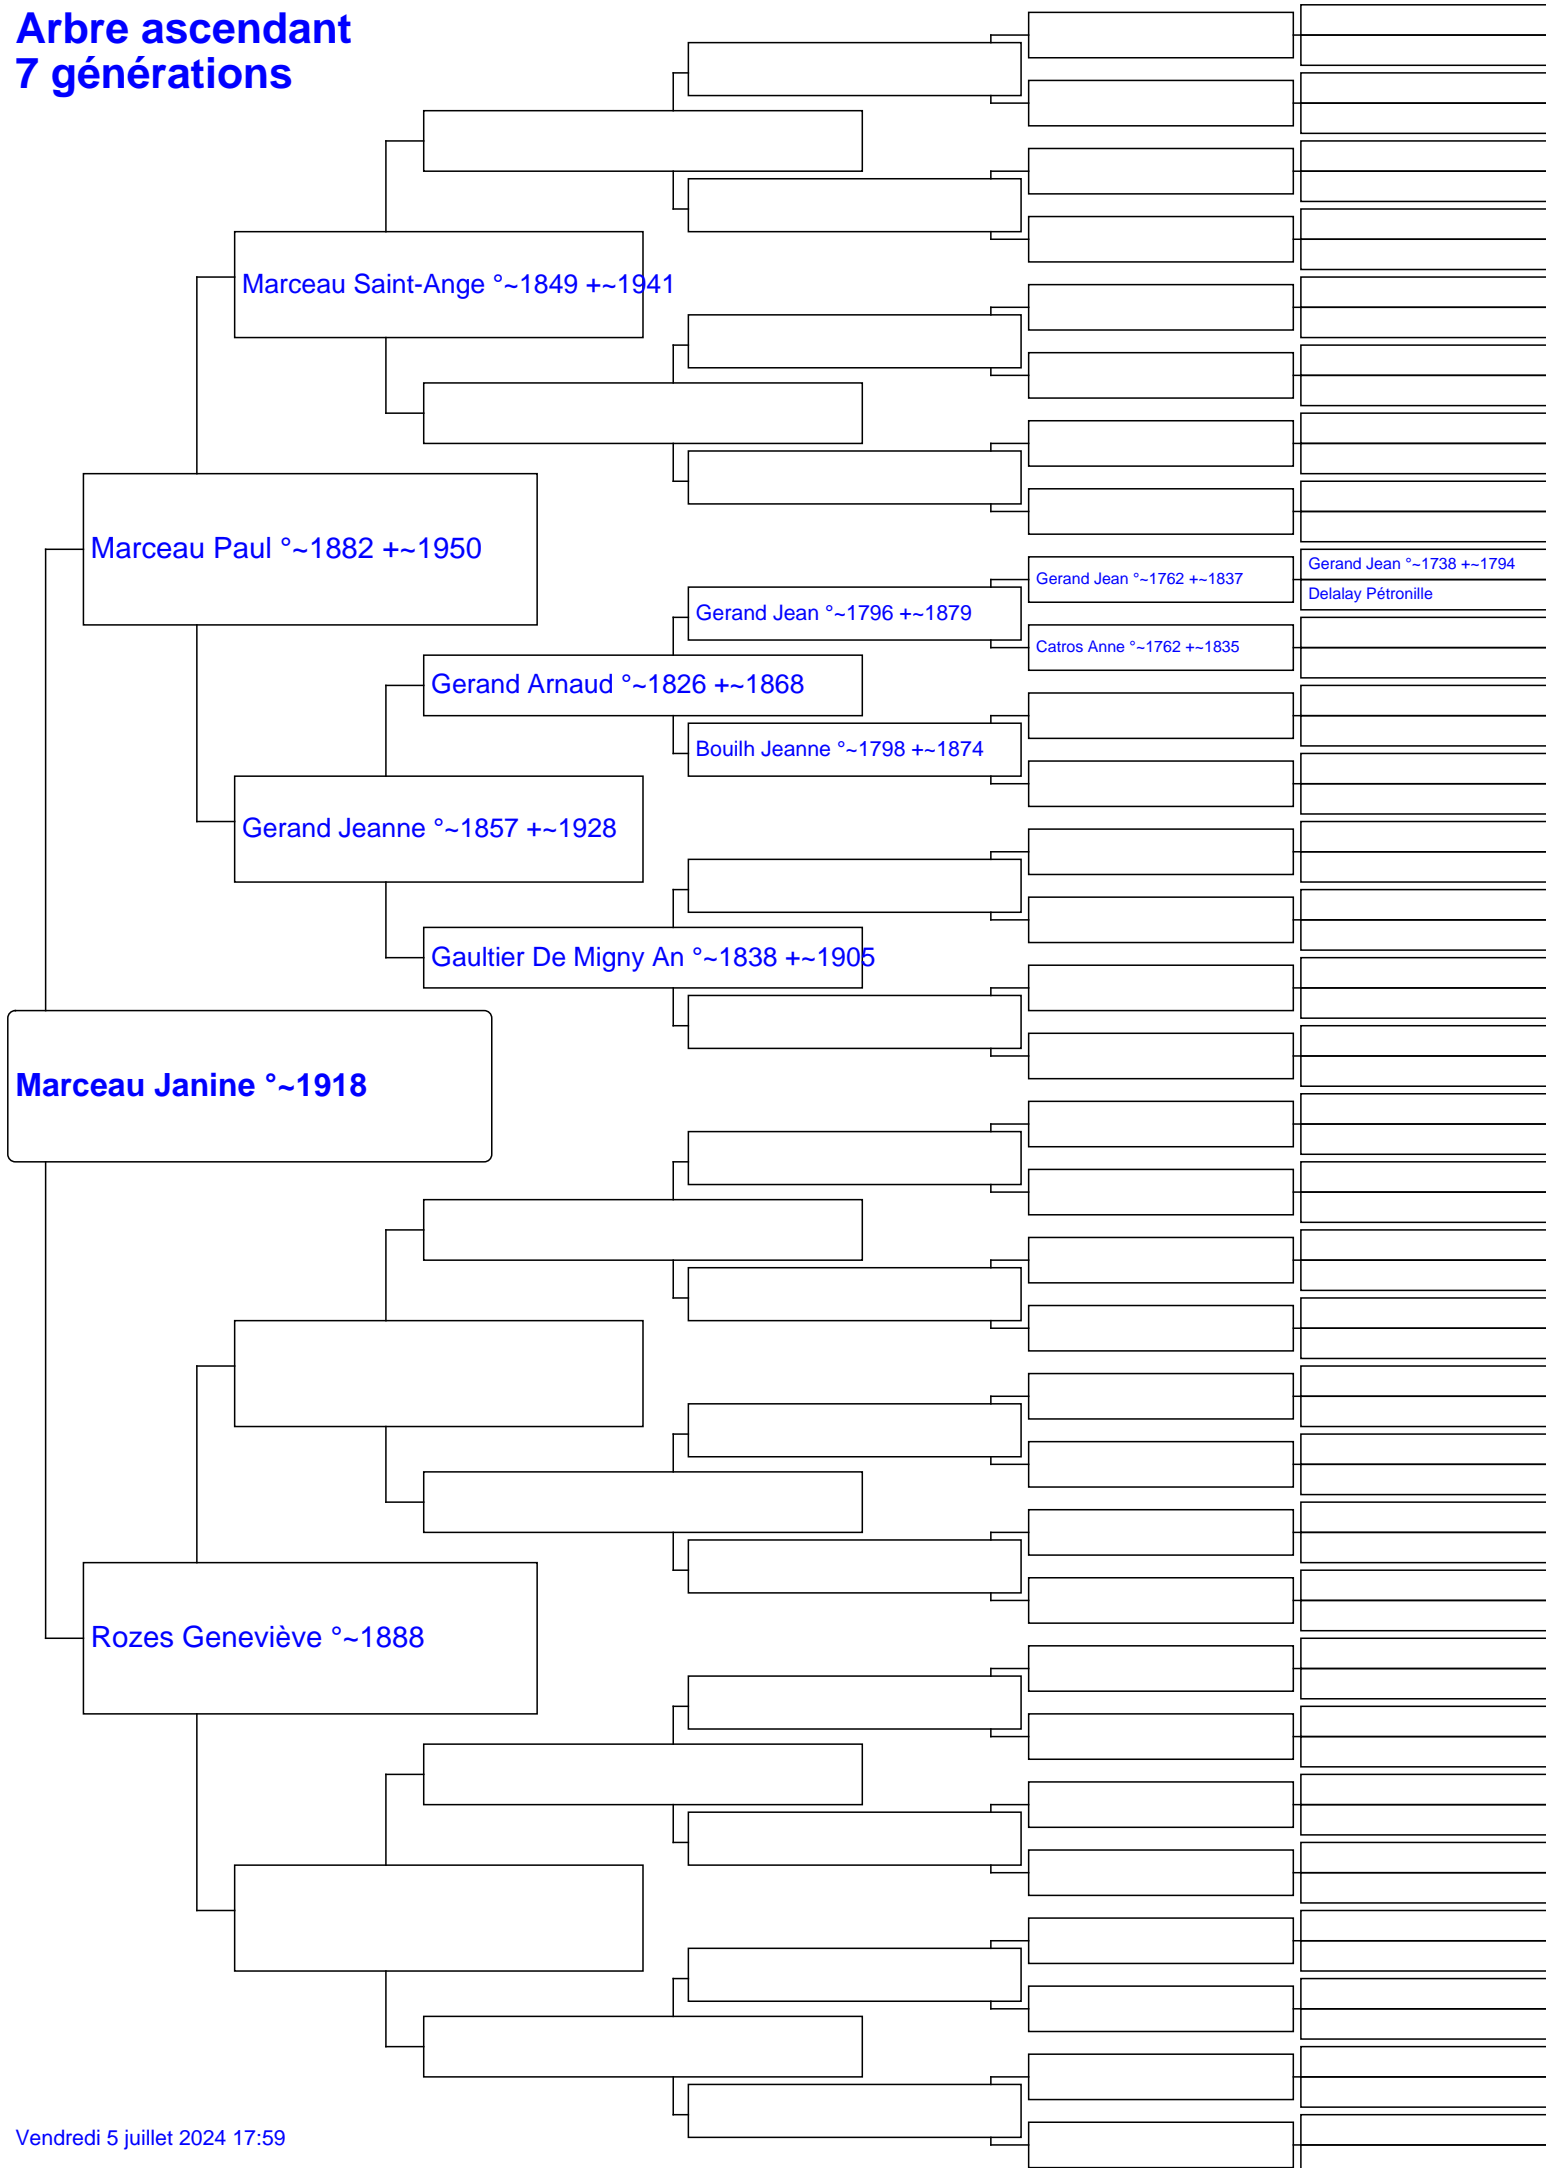 Arbre ascendant
7 générations
Marceau Saint-Ange °~1849 +~1941
Marceau Paul °~1882 +~1950
Gerand Jean °~1738 +~1794
Gerand Jean °~1762 +~1837
Delalay Pétronille
Gerand Jean °~1796 +~1879
Catros Anne °~1762 +~1835
Gerand Arnaud °~1826 +~1868
Bouilh Jeanne °~1798 +~1874
Gerand Jeanne °~1857 +~1928
Gaultier De Migny An °~1838 +~1905
Marceau Janine °~1918
Rozes Geneviève °~1888
Vendredi 5 juillet 2024 17:59